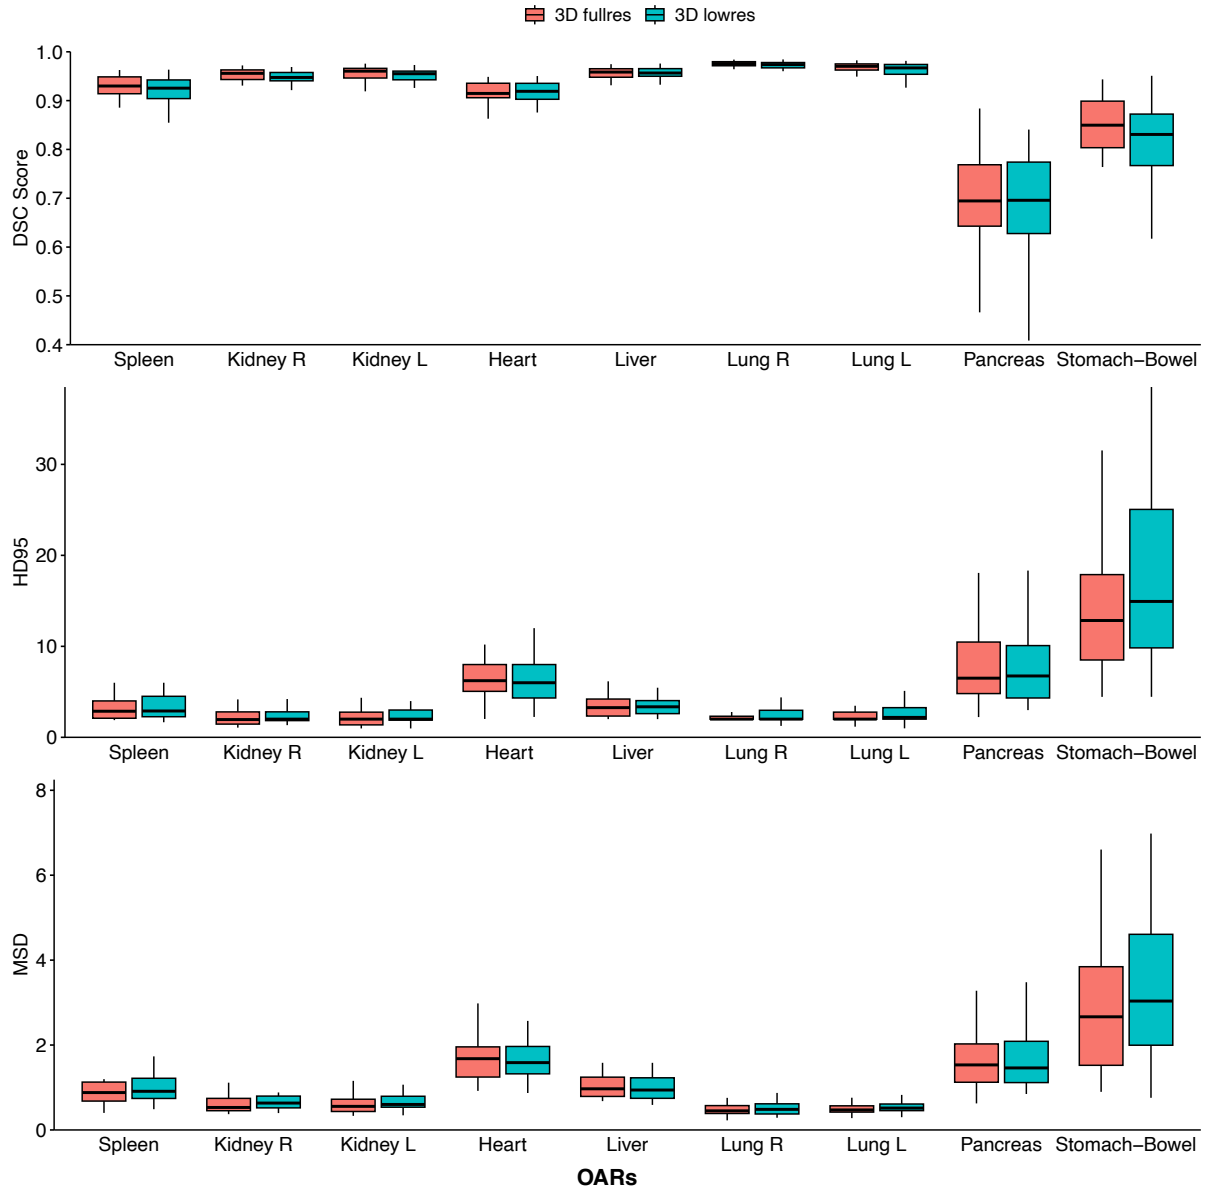 3D fullres 3D lowres
DSC Score
1.0
0.9
0.8
0.7
0.6
0.5
0.4
Spleen Kidney R Kidney L Heart Liver Lung R Lung L Pancreas Stomach−Bowel
HD95
30
20
10
0
Spleen Kidney R Kidney L Heart Liver Lung R Lung L Pancreas Stomach−Bowel
MSD
8
6
4
2
0
Spleen Kidney R Kidney L Heart Liver Lung R Lung L Pancreas Stomach−Bowel
OARs